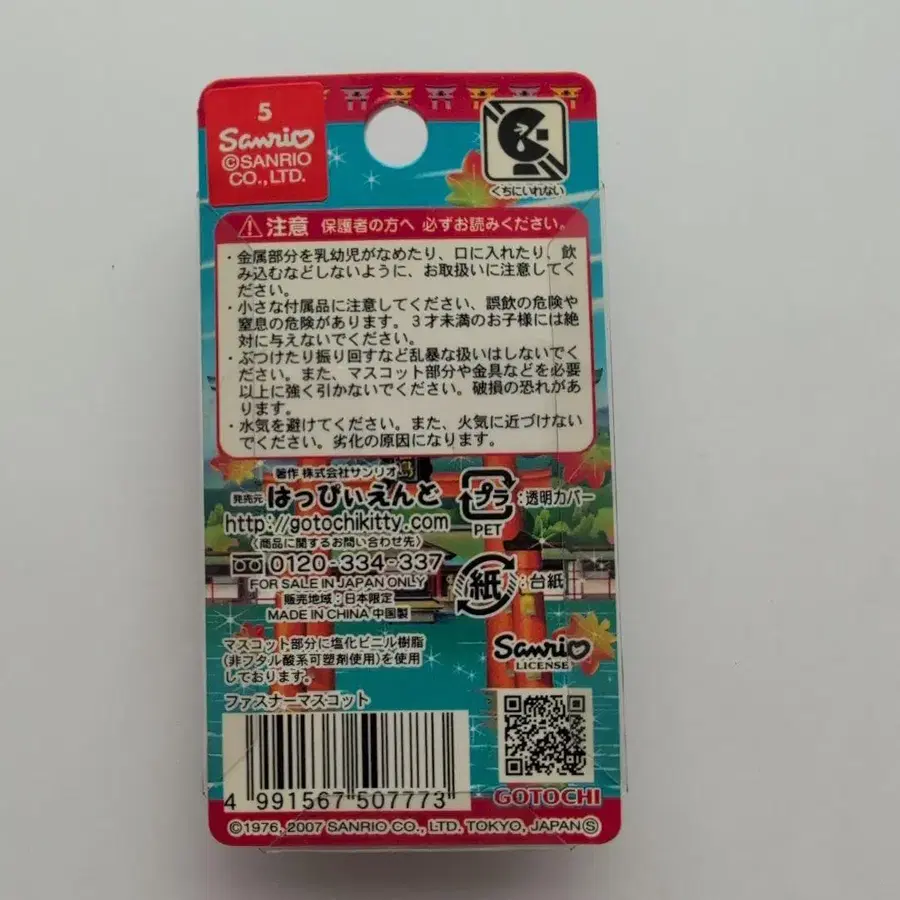 5
Sanrio
©SANRIO
CO.,LTD.
くちにいれない
注意 保護者の方へ 必ずお読みください。
・金属部分を乳幼児がなめたり、口に入れたり、飲
み込むなどしないように、お取扱いに注意してく
ださい。
・小さな付属品に注意してください、誤飲の危険や
窒息の危険があります。3才未満のお子様には絶
対に与えないでください。
・ぶつけたり振り回すなど乱暴な扱いはしないでく
ださい。また、マスコット部分や金具などを必要
以上に強く引かないでください。破損の恐れがあ
ります。
・水気を避けてください。また、火気に近づけない
でください。劣化の原因になります。
著作 株式会社サンリオ
発売元 はっぴぃえんど
http://gotochikitty.com
〈商品に関するお問い合わせ先〉
0120-334-337
FOR SALE IN JAPAN ONLY
販売地域:日本限定
MADE IN CHINA 中国製
プラ:透明カバー
PET
紙:台紙
マスコット部分に塩化ビニル樹脂
(非フタル酸系可塑剤使用)を使用
しております。
ファスナーマスコット
Sanrio
LICENSE
4 991567 507773
GOTOCHI
©1976, 2007 SANRIO CO., LTD. TOKYO, JAPAN Ⓢ